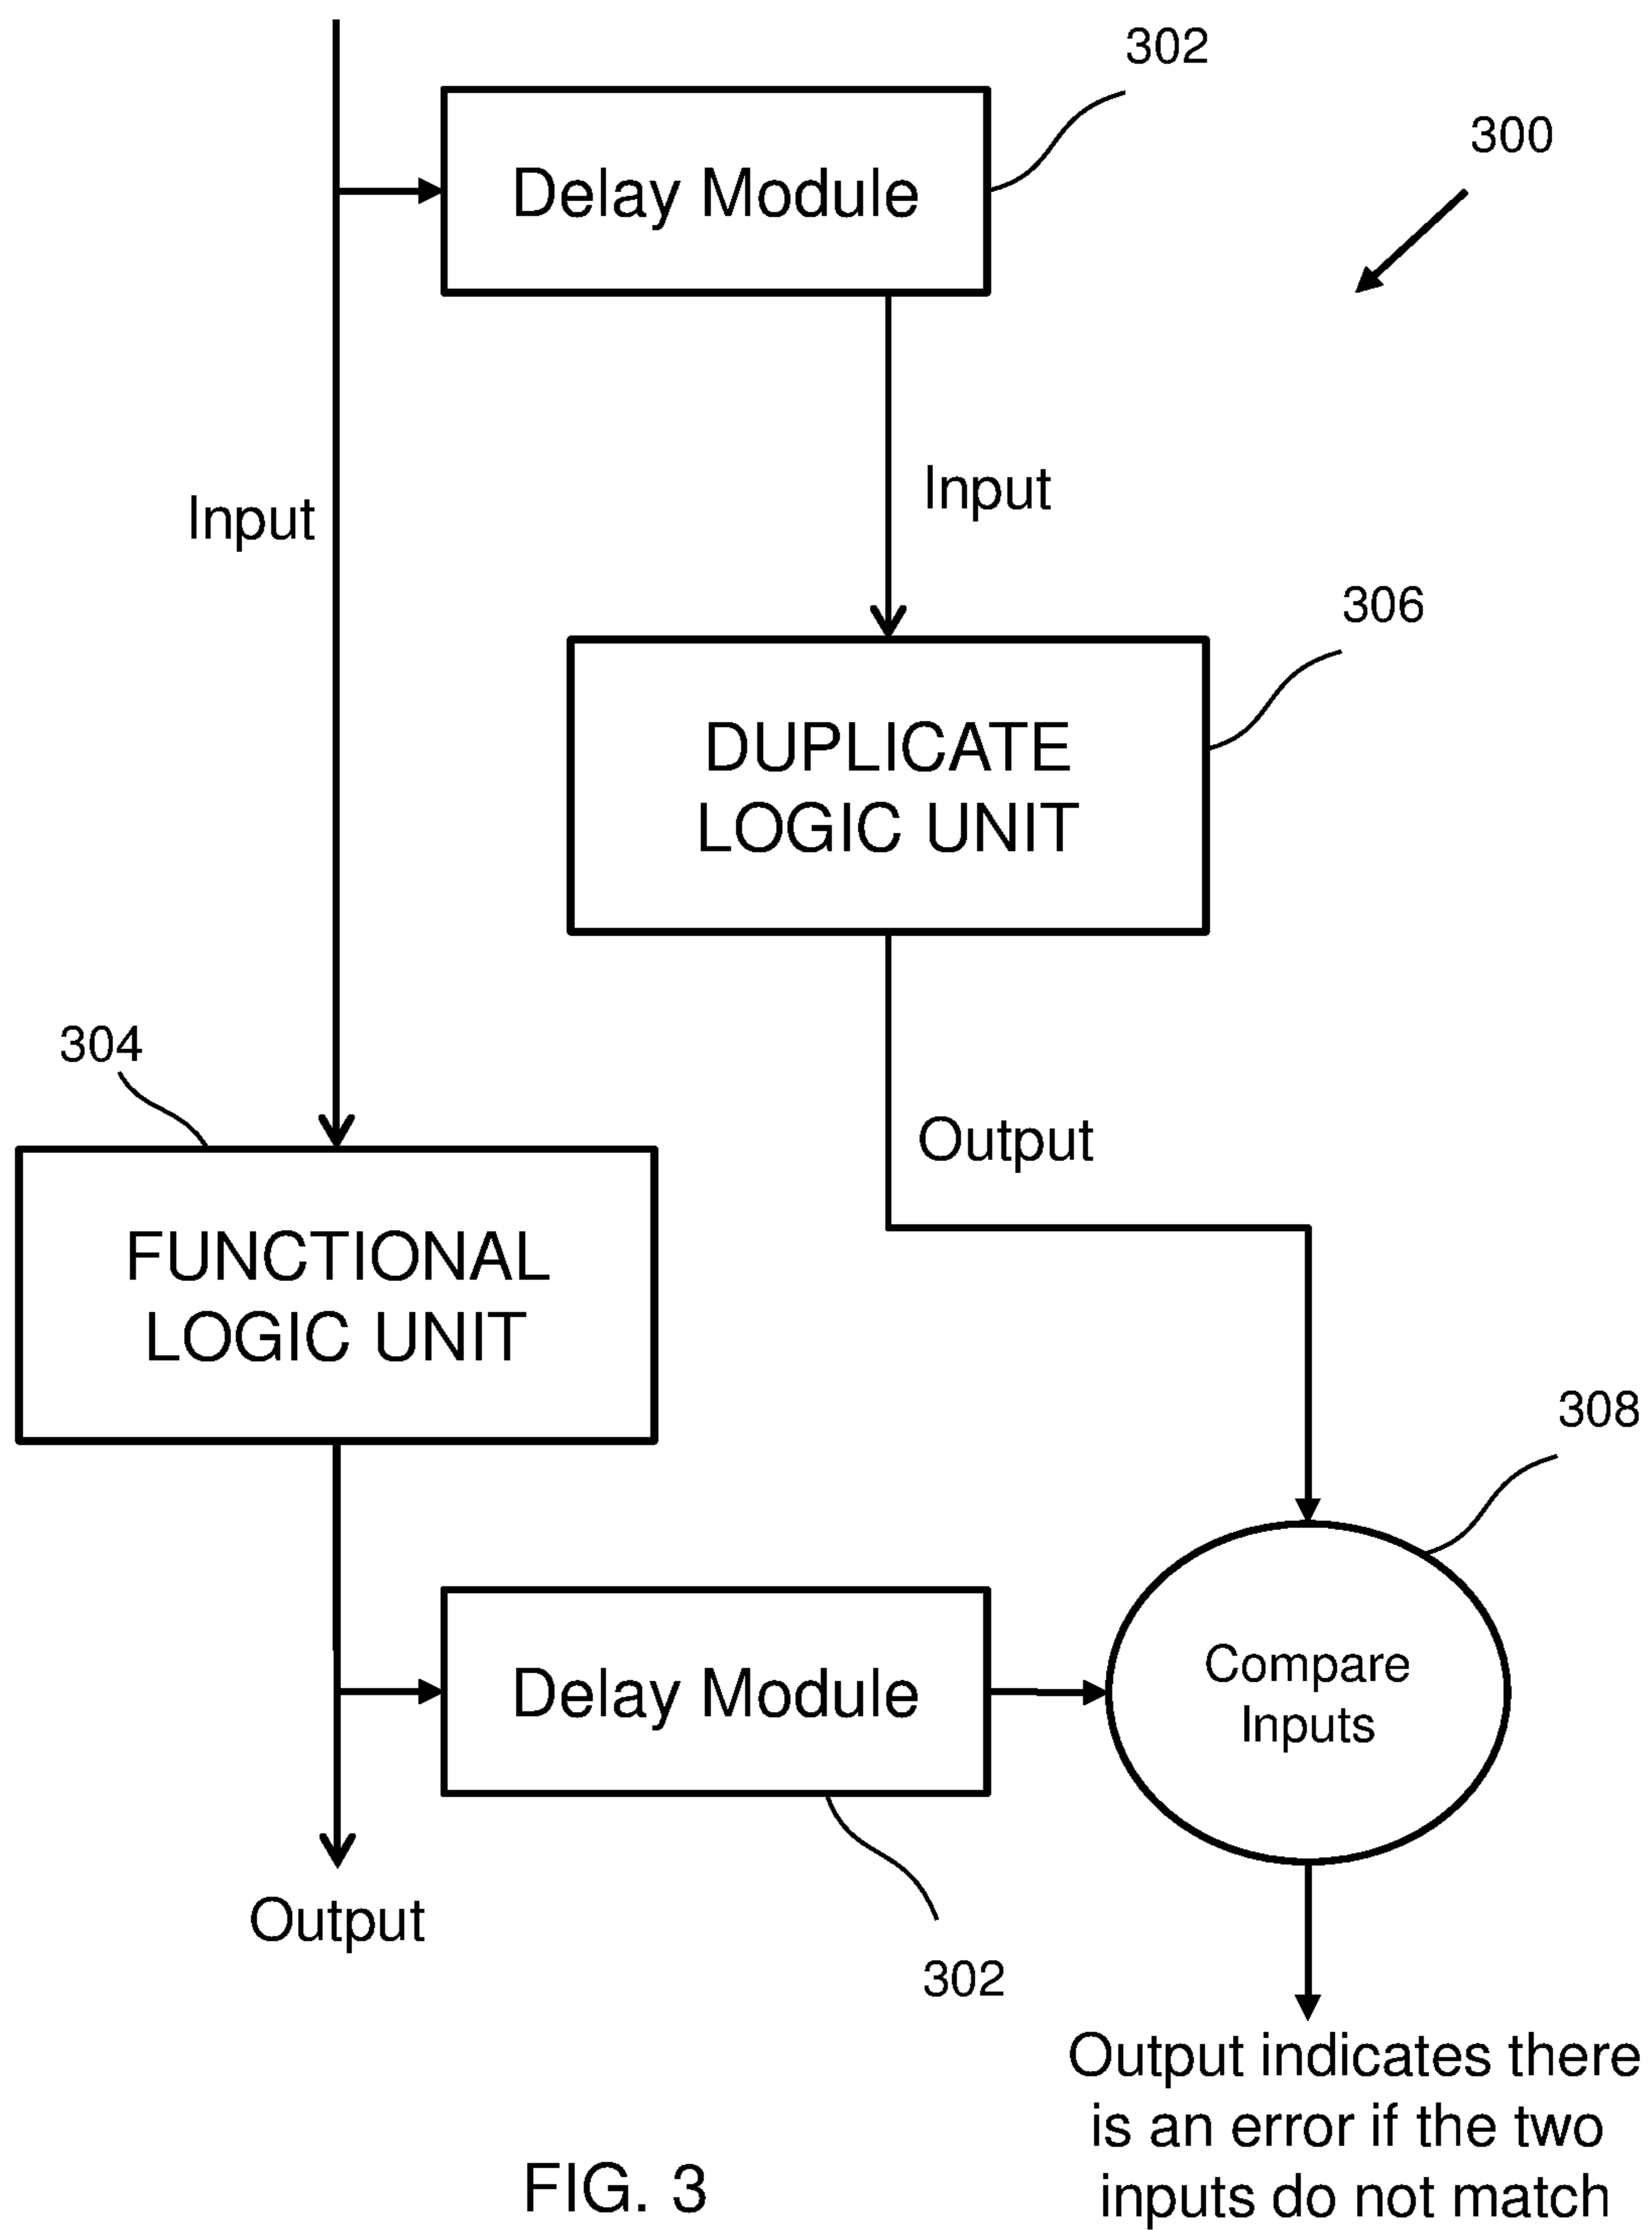 302
300
Delay Module
Input
Input
306
DUPLICATE
LOGIC UNIT
304
Output
FUNCTIONAL
LOGIC UNIT
308
Compare
Inputs
Delay Module
Output
302
Output indicates there
is an error if the two
inputs do not match
FIG. 3